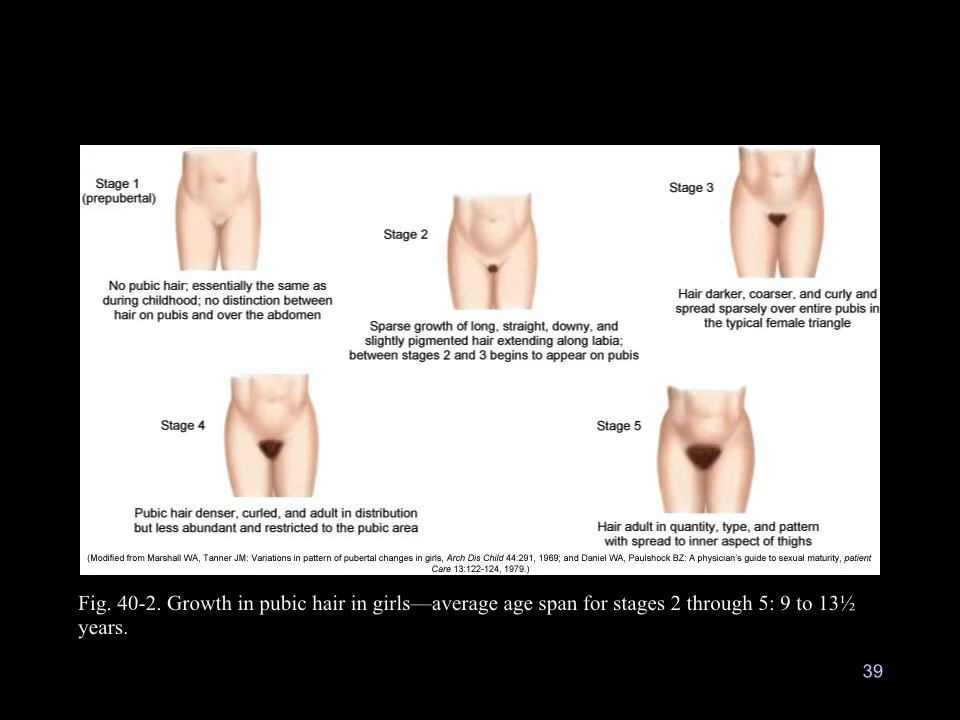 Stage 1
(prepubertal)
No pubic hair; essentially the same as
during childhood; no distinction between
hair on pubis and over the abdomen
Stage 2
Sparse growth of long, straight, downy, and
slightly pigmented hair extending along labia;
between stages 2 and 3 begins to appear on pubis
Stage 3
Hair darker, coarser, and curly and
spread sparsely over entire pubis in
the typical female triangle
Stage 4
Pubic hair denser, curled, and adult in distribution
but less abundant and restricted to the pubic area
Stage 5
Hair adult in quantity, type, and pattern
with spread to inner aspect of thighs
(Modified from Marshall WA, Tanner JM: Variations in pattern of pubertal changes in girls, Arch Dis Child 44:291, 1969; and Daniel WA, Paulshock BZ: A physician's guide to sexual maturity, patient
Care 13:122-124, 1979.)
Fig. 40-2. Growth in pubic hair in girls—average age span for stages 2 through 5: 9 to 13½
years.
39